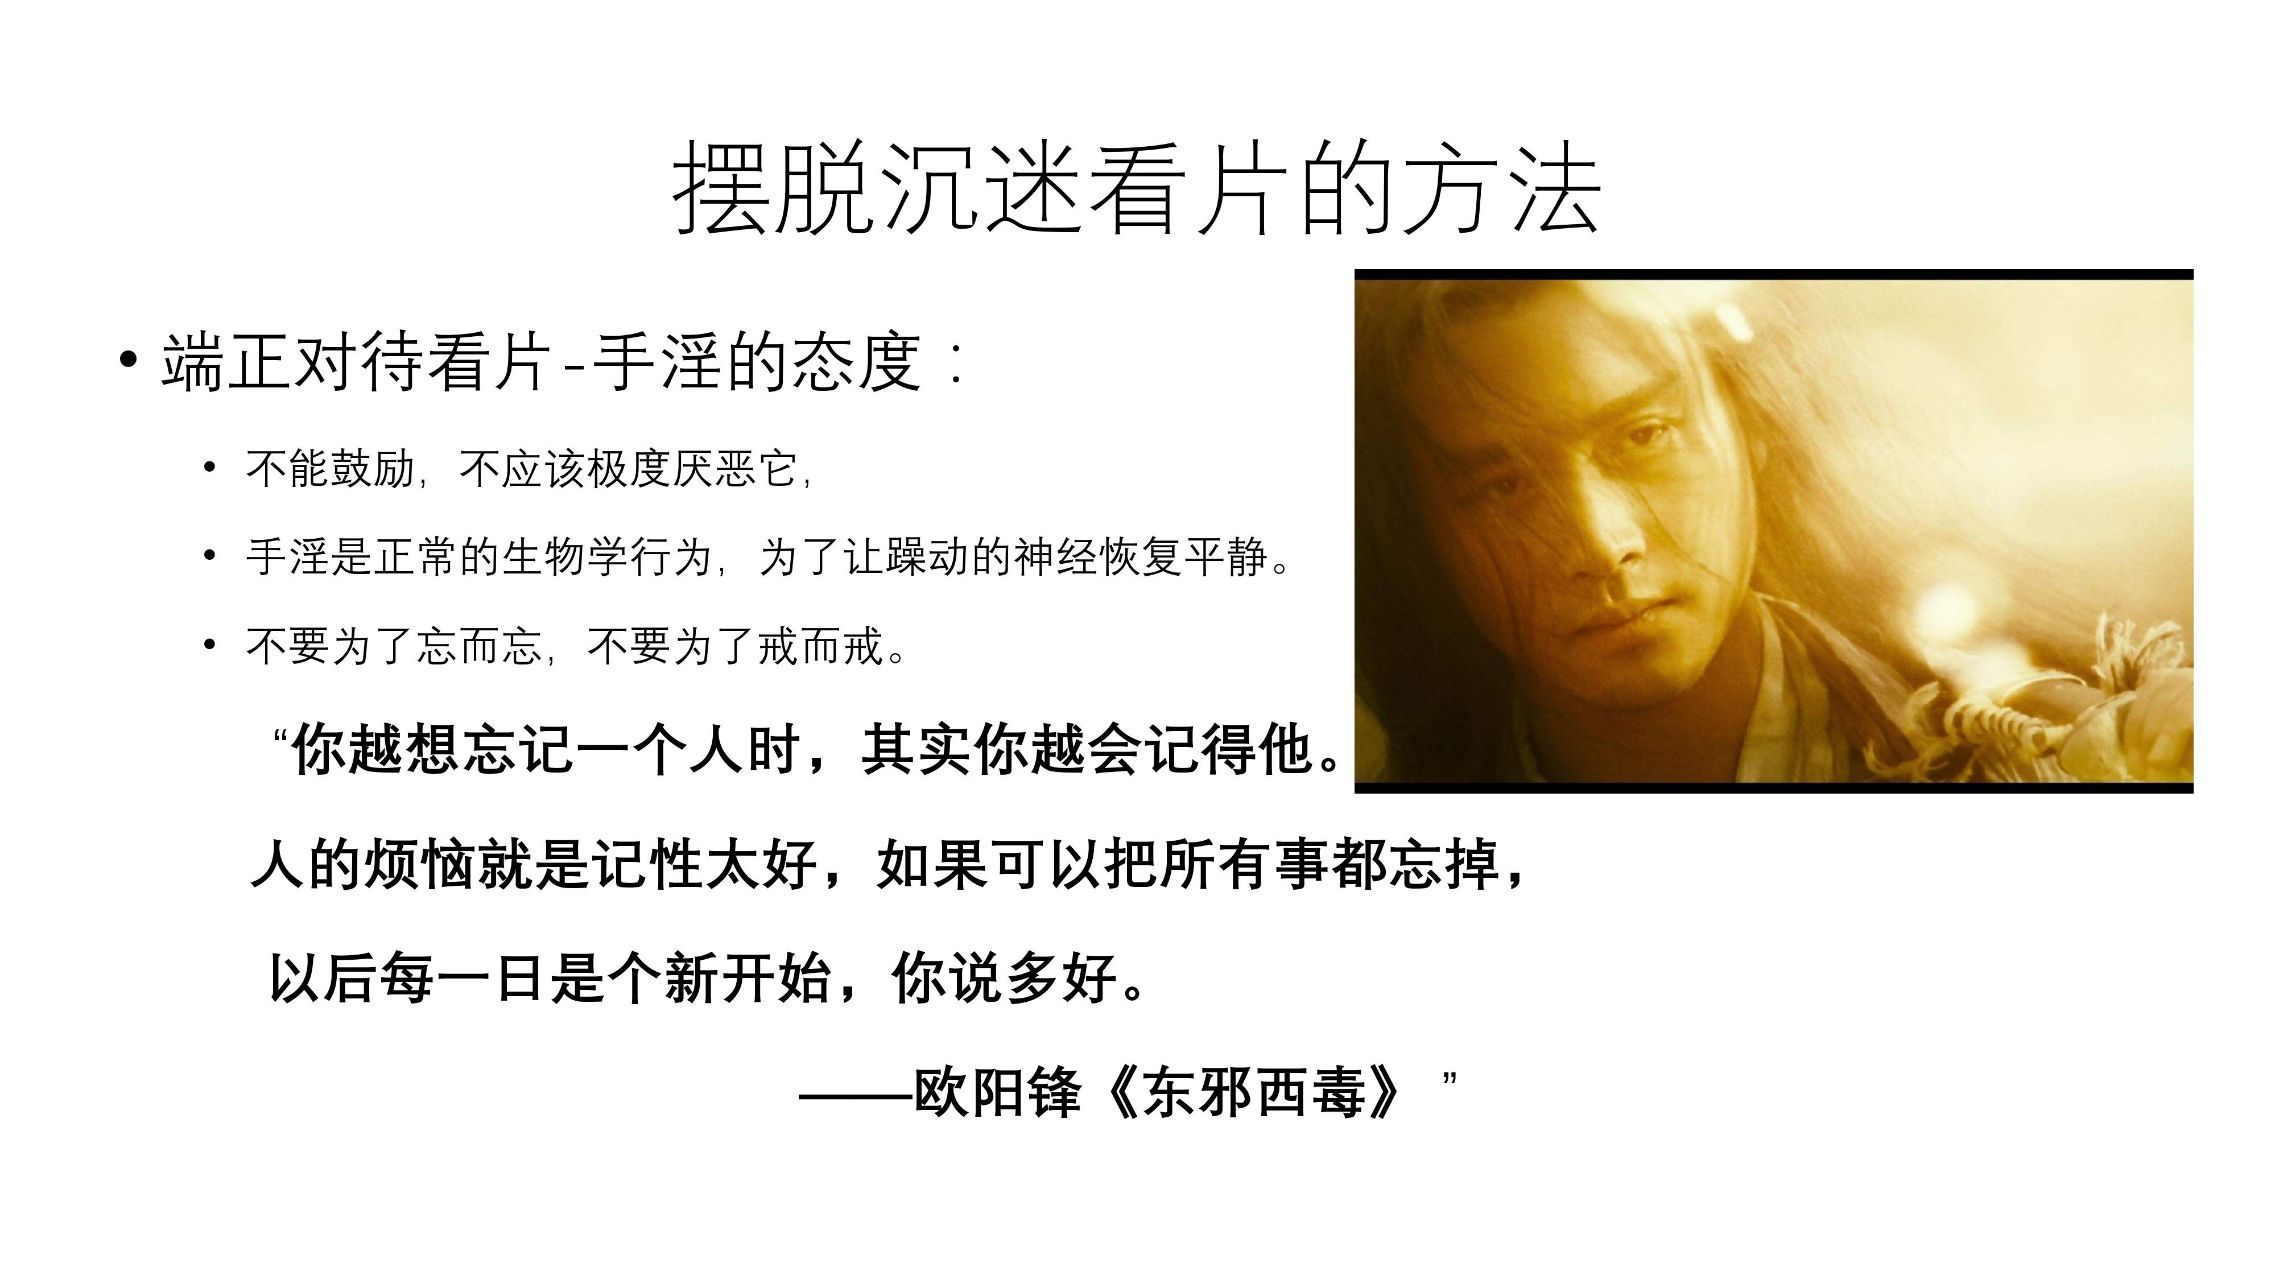 摆脱沉迷看片的方法
• 端正对待看片-手淫的态度：
• 不能鼓励，不应该极度厌恶它，
• 手淫是正常的生物学行为，为了让躁动的神经恢复平静。
• 不要为了忘而忘，不要为了戒而戒。
“你越想忘记一个人时，其实你越会记得他。
人的烦恼就是记性太好，如果可以把所有事都忘掉，
以后每一日是个新开始，你说多好。
——欧阳锋《东邪西毒》 ”